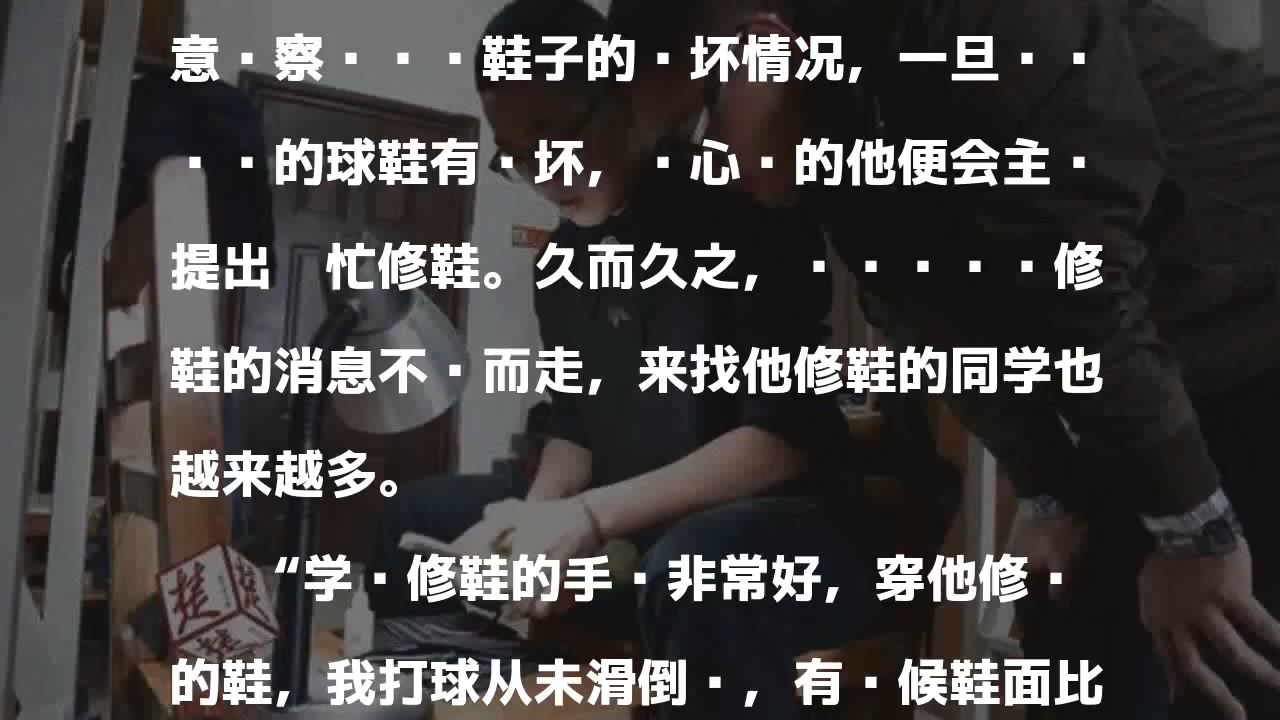 意·察···鞋子的·坏情况，一旦··
··的球鞋有·坏，·心·的他便会主·
提出 忙修鞋。久而久之，·····修
鞋的消息不·而走，来找他修鞋的同学也
越来越多。
“学·修鞋的手·非常好，穿他修·
的鞋，我打球从未滑倒·，有·候鞋面比
楚